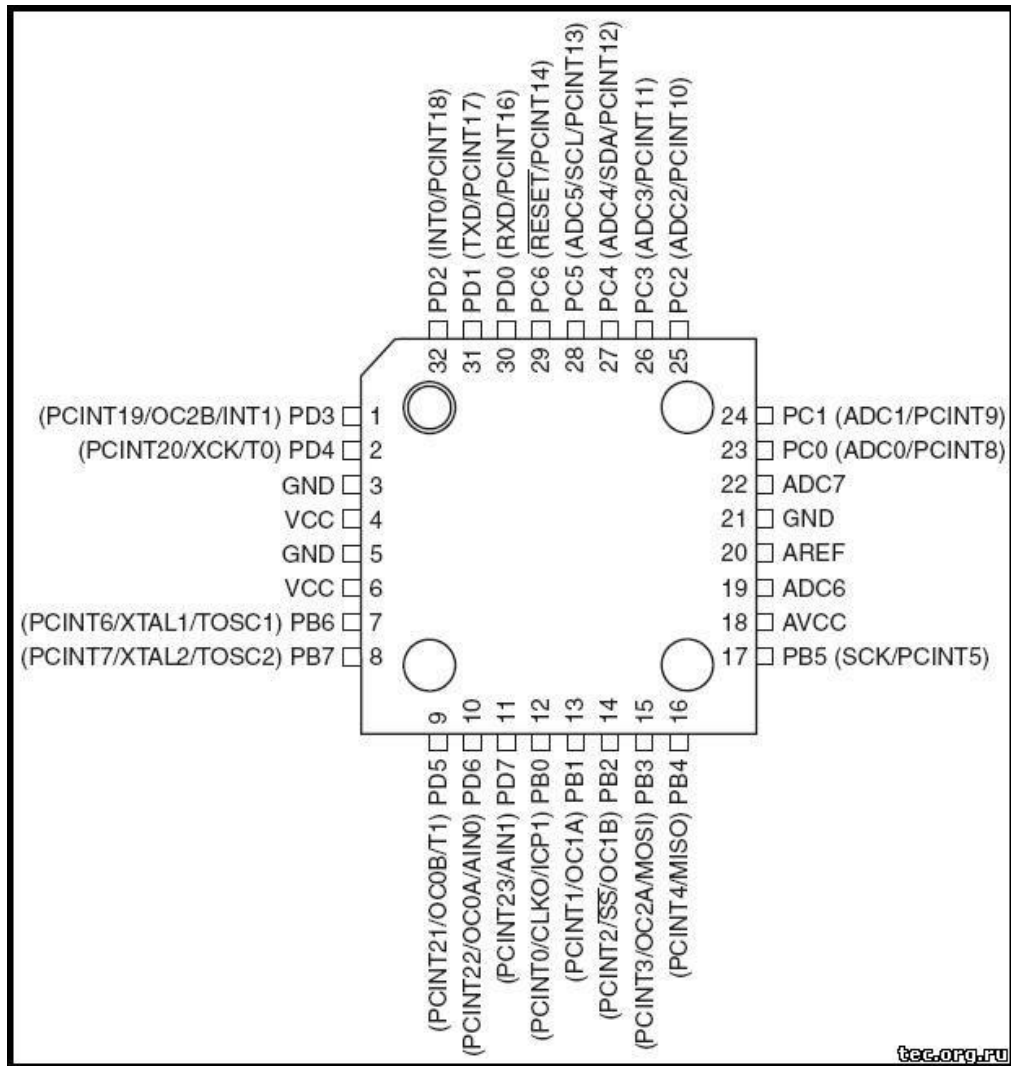 PD2 (INT0/PCINT18)
PD1 (TXD/PCINT17)
PD0 (RXD/PCINT16)
PC6 (RESET/PCINT14)
PC5 (ADC5/SCL/PCINT13)
PC4 (ADC4/SDA/PCINT12)
PC3 (ADC3/PCINT11)
PC2 (ADC2/PCINT10)
32
31
30
29
28
27
26
25
(PCINT19/OC2B/INT1) PD3 1
(PCINT20/XCK/T0) PD4 2
GND 3
VCC 4
GND 5
VCC 6
(PCINT6/XTAL1/TOSC1) PB6 7
(PCINT7/XTAL2/TOSC2) PB7 8
24 PC1 (ADC1/PCINT9)
23 PC0 (ADC0/PCINT8)
22 ADC7
21 GND
20 AREF
19 ADC6
18 AVCC
17 PB5 (SCK/PCINT5)
9
10
11
12
13
14
15
16
(PCINT21/OC0B/T1) PD5
(PCINT22/OC0A/AIN0) PD6
(PCINT23/AIN1) PD7
(PCINT0/CLKO/ICP1) PB0
(PCINT1/OC1A) PB1
(PCINT2/SS/OC1B) PB2
(PCINT3/OC2A/MOSI) PB3
(PCINT4/MISO) PB4
tec.org.ru